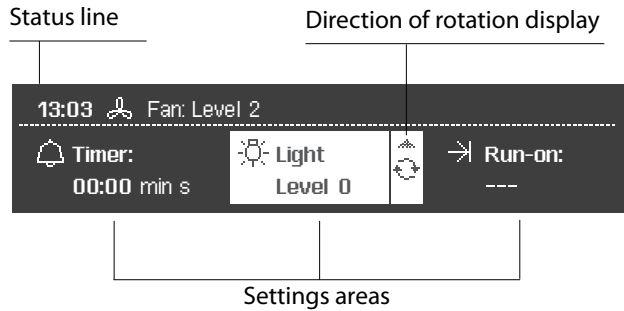 Status line
Direction of rotation display
13:03 Fan: Level 2
Timer:
00:00 min s
Light
Level 0
Run-on:
---
Settings areas